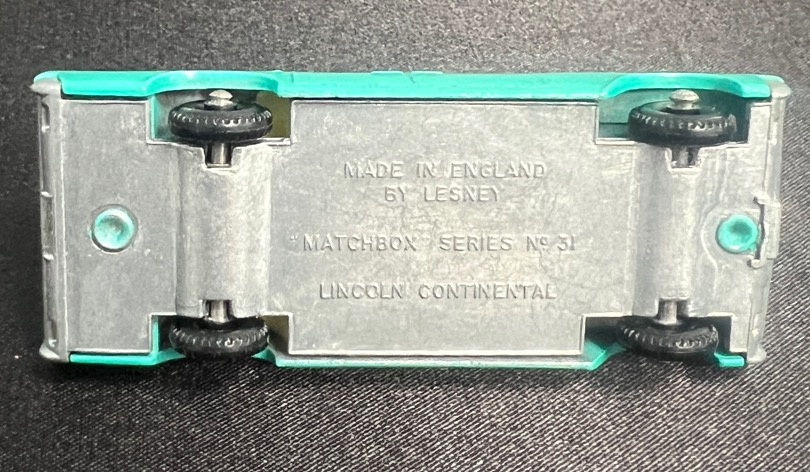 MADE IN ENGLAND
BY LESNEY
"MATCHBOX" SERIES Nº 31
LINCOLN CONTINENTAL